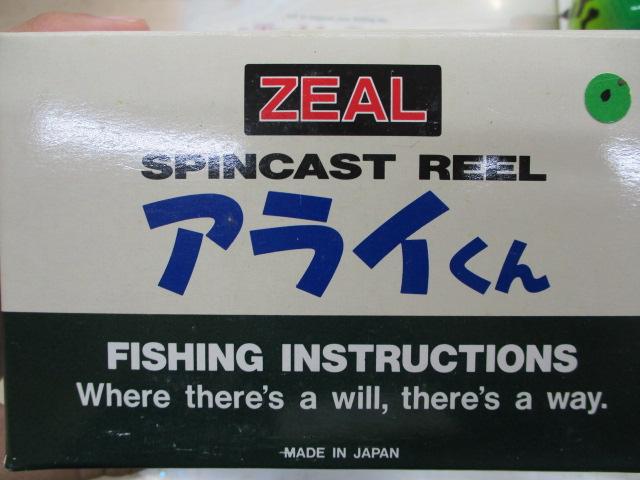 ZEAL
SPINCAST REEL
アライくん
FISHING INSTRUCTIONS
Where there's a will, there's a way.
MADE IN JAPAN